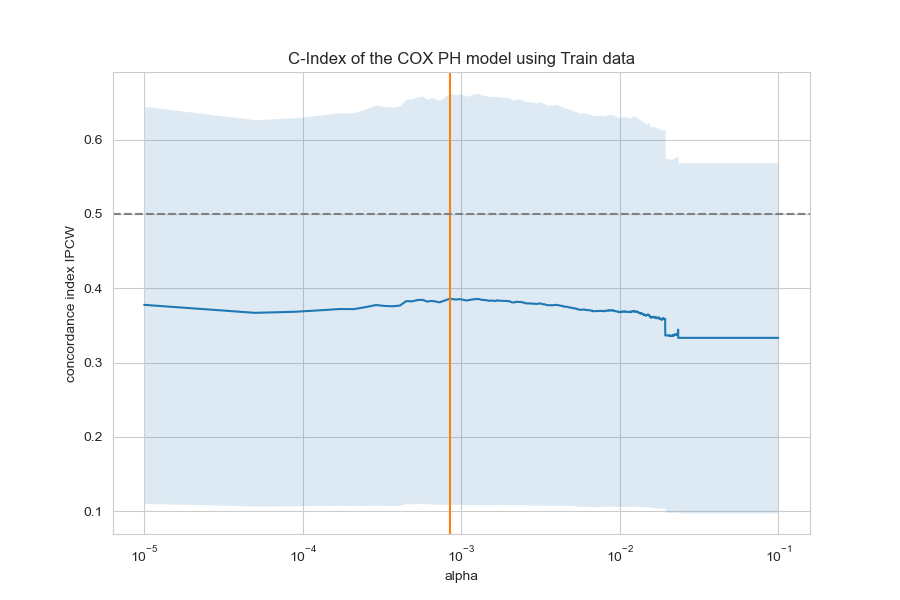 C-Index of the COX PH model using Train data
concordance index IPCW
0.6
0.5
0.4
0.3
0.2
0.1
10⁻⁵ 10⁻⁴ 10⁻³ 10⁻² 10⁻¹
alpha